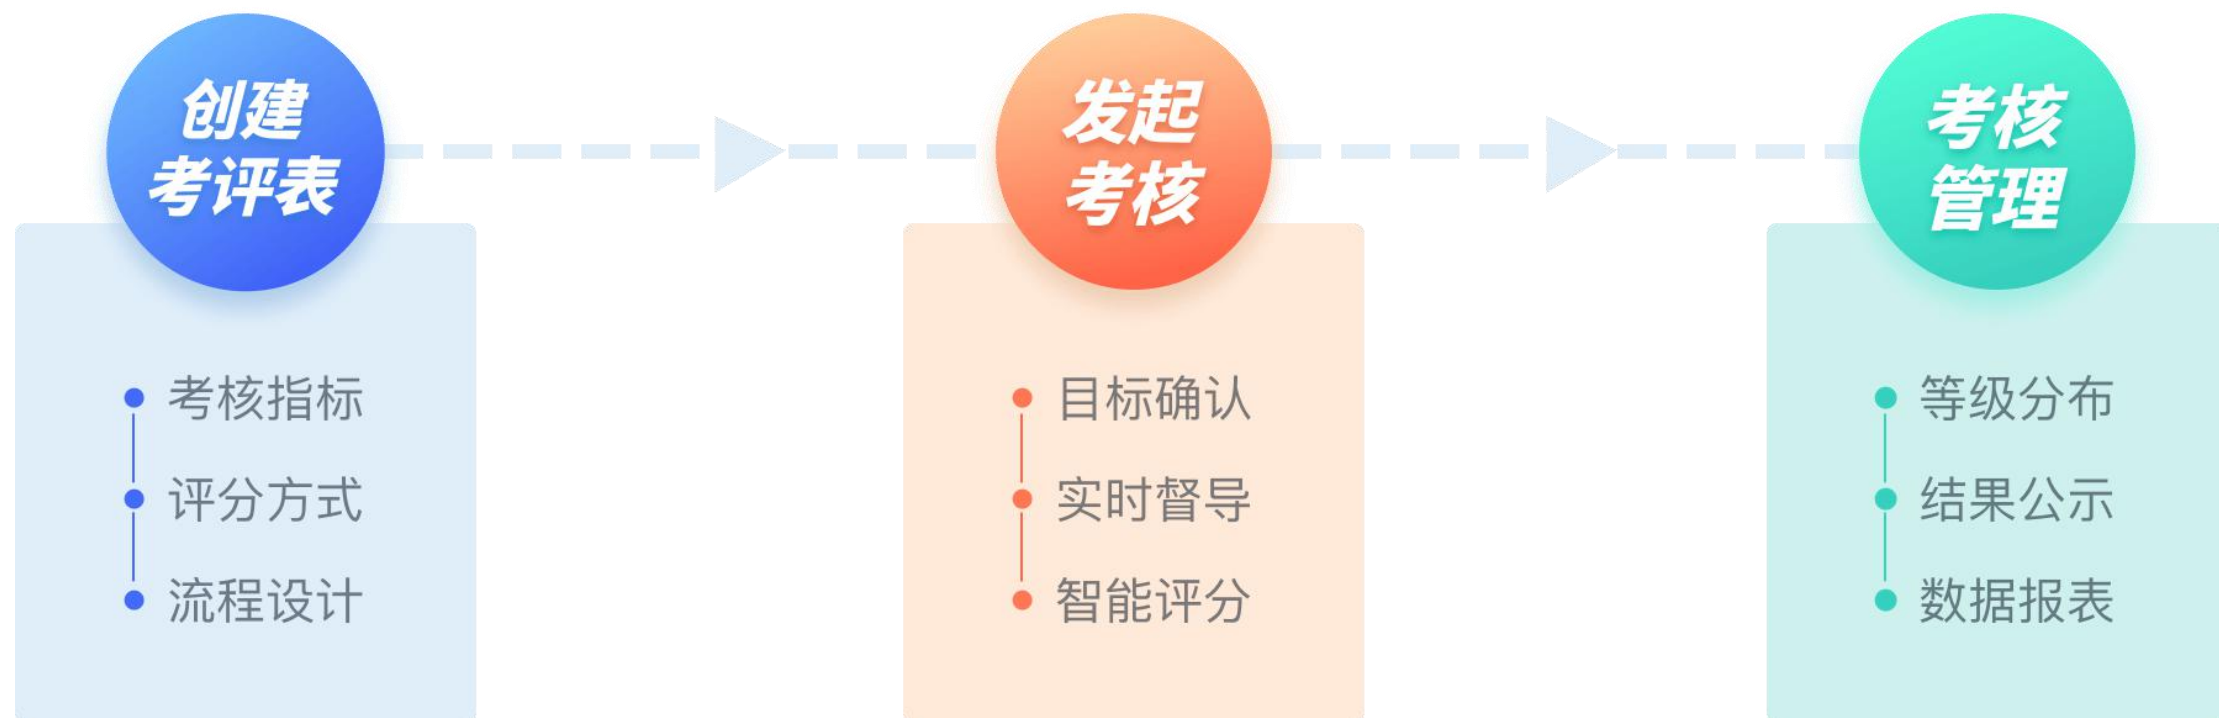 创建
考评表
考核指标
评分方式
流程设计
发起
考核
目标确认
实时督导
智能评分
考核
管理
等级分布
结果公示
数据报表